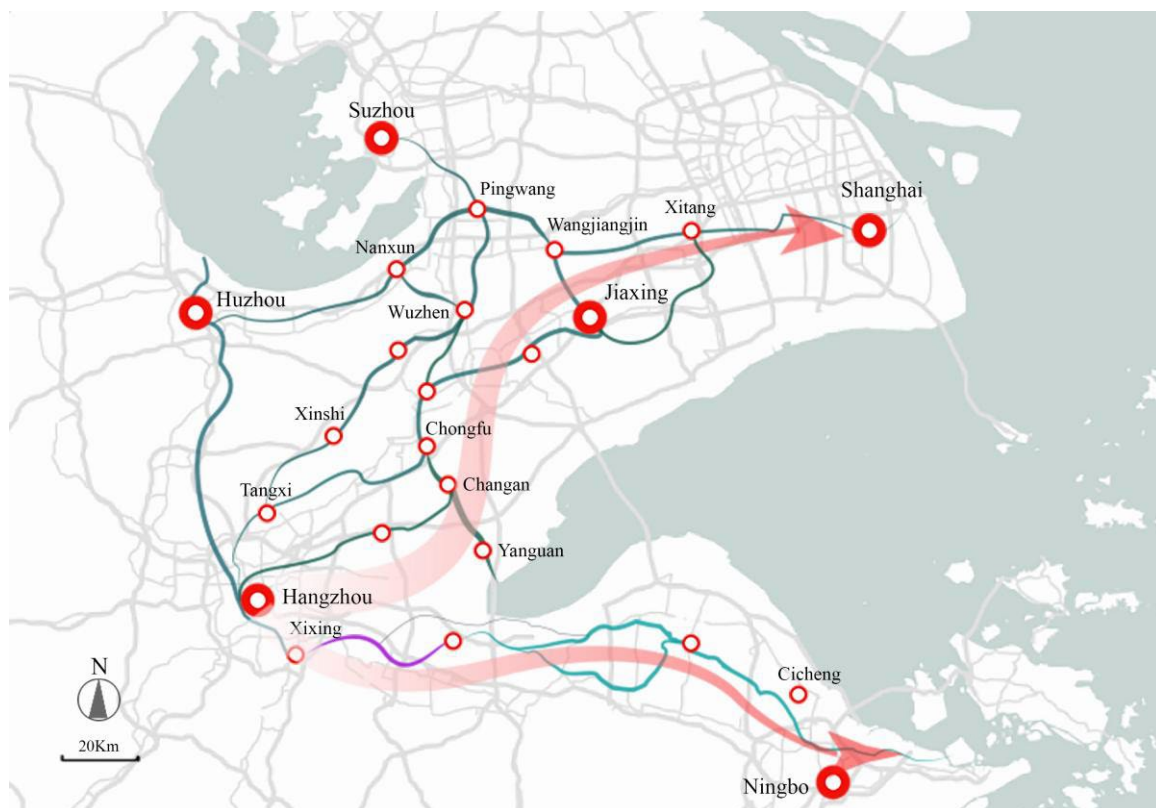 Suzhou
Pingwang
Shanghai
Xitang
Wangjiangjin
Nanxun
Huzhou
Jiaxing
Wuzhen
Xinshi
Chongfu
Tangxi
Changan
Yanguan
Hangzhou
Xixing
N
Cicheng
20Km
Ningbo